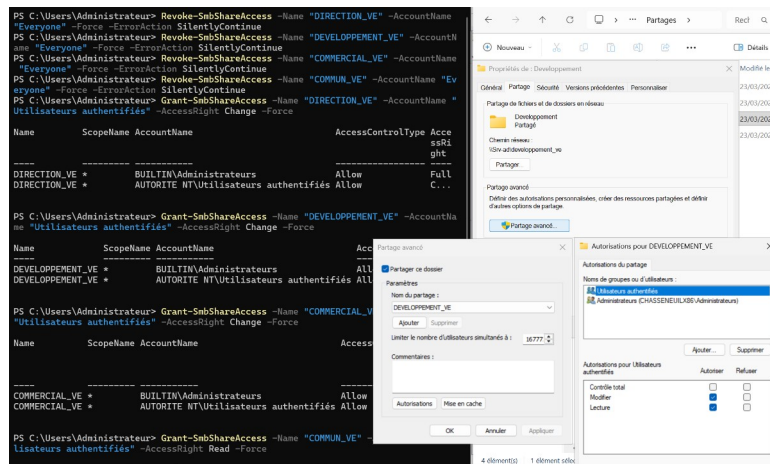 PS C:\Users\Administrateur> Revoke-SmbShareAccess -Name "DIRECTION_VE" -AccountName
"Everyone" -Force -ErrorAction SilentlyContinue
PS C:\Users\Administrateur> Revoke-SmbShareAccess -Name "DEVELOPPEMENT_VE" -AccountN
ame "Everyone" -Force -ErrorAction SilentlyContinue
PS C:\Users\Administrateur> Revoke-SmbShareAccess -Name "COMMERCIAL_VE" -AccountName
"Everyone" -Force -ErrorAction SilentlyContinue
PS C:\Users\Administrateur> Revoke-SmbShareAccess -Name "COMMUN_VE" -AccountName "Ev
eryone" -Force -ErrorAction SilentlyContinue
PS C:\Users\Administrateur> Grant-SmbShareAccess -Name "DIRECTION_VE" -AccountName "
Utilisateurs authentifiés" -AccessRight Change -Force
Name ScopeName AccountName AccessControlType Acce
ssRi
ght
---- --------- ----------- ----------------- ----
DIRECTION_VE * BUILTIN\Administrateurs Allow Full
DIRECTION_VE * AUTORITE NT\Utilisateurs authentifiés Allow C...
PS C:\Users\Administrateur> Grant-SmbShareAccess -Name "DEVELOPPEMENT_VE" -AccountNa
me "Utilisateurs authentifiés" -AccessRight Change -Force
Name ScopeName AccountName Acc
---- --------- -----------
DEVELOPPEMENT_VE * BUILTIN\Administrateurs All
DEVELOPPEMENT_VE * AUTORITE NT\Utilisateurs authentifiés All
PS C:\Users\Administrateur> Grant-SmbShareAccess -Name "COMMERCIAL_V
"Utilisateurs authentifiés" -AccessRight Change -Force
Name ScopeName AccountName Access
---- --------- -----------
COMMERCIAL_VE * BUILTIN\Administrateurs Allow
COMMERCIAL_VE * AUTORITE NT\Utilisateurs authentifiés Allow
PS C:\Users\Administrateur> Grant-SmbShareAccess -Name "COMMUN_VE" -
lisateurs authentifiés" -AccessRight Read -Force
Partages
Rech
Nouveau
Détails
Propriétés de : Developpement
Modifié le
Général Partage Sécurité Versions précédentes Personnaliser
Partage de fichiers et de dossiers en réseau
Developpement
Partagé
Chemin réseau :
\\Srv-ad\developpement_ve
Partager...
Partage avancé
Définir des autorisations personnalisées, créer des ressources partagées et définir
d'autres options de partage.
Partage avancé...
23/03/202
23/03/202
23/03/202
23/03/202
Partage avancé
Partager ce dossier
Paramètres
Nom du partage :
DEVELOPPEMENT_VE
Ajouter Supprimer
Limiter le nombre d'utilisateurs simultanés à : 16777
Commentaires :
Autorisations Mise en cache
OK Annuler Appliquer
Autorisations pour DEVELOPPEMENT_VE
Autorisations du partage
Noms de groupes ou d'utilisateurs :
Utilisateurs authentifiés
Administrateurs (CHASSENEUILX86\Administrateurs)
Ajouter... Supprimer
Autorisations pour Utilisateurs
authentifiés Autoriser Refuser
Contrôle total
Modifier
Lecture
4 élément(s) 1 élément sélec